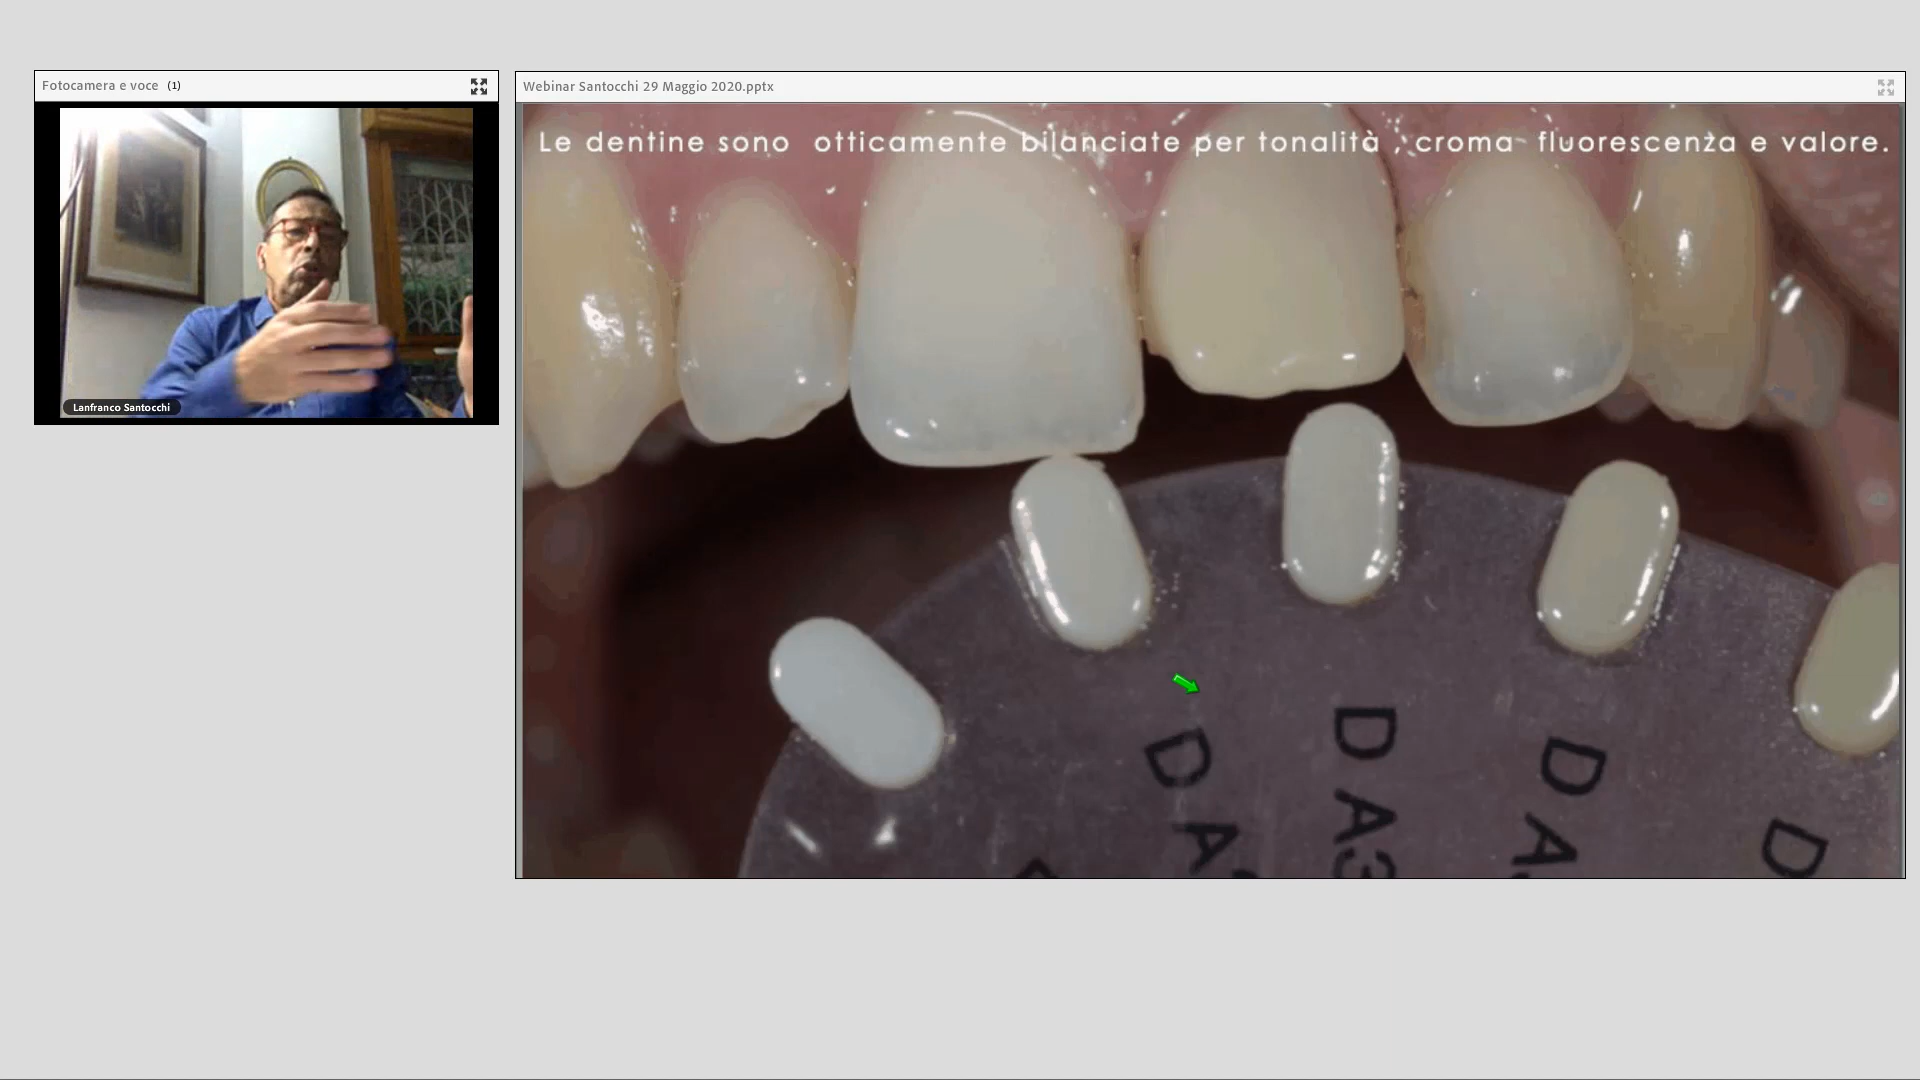 Fotocamera e voce (1)
Lanfranco Santocchi
Webinar Santocchi 29 Maggio 2020.pptx
Le dentine sono otticamente bilanciate per tonalità , croma fluorescenza e valore.
D A
D A3
D A
D